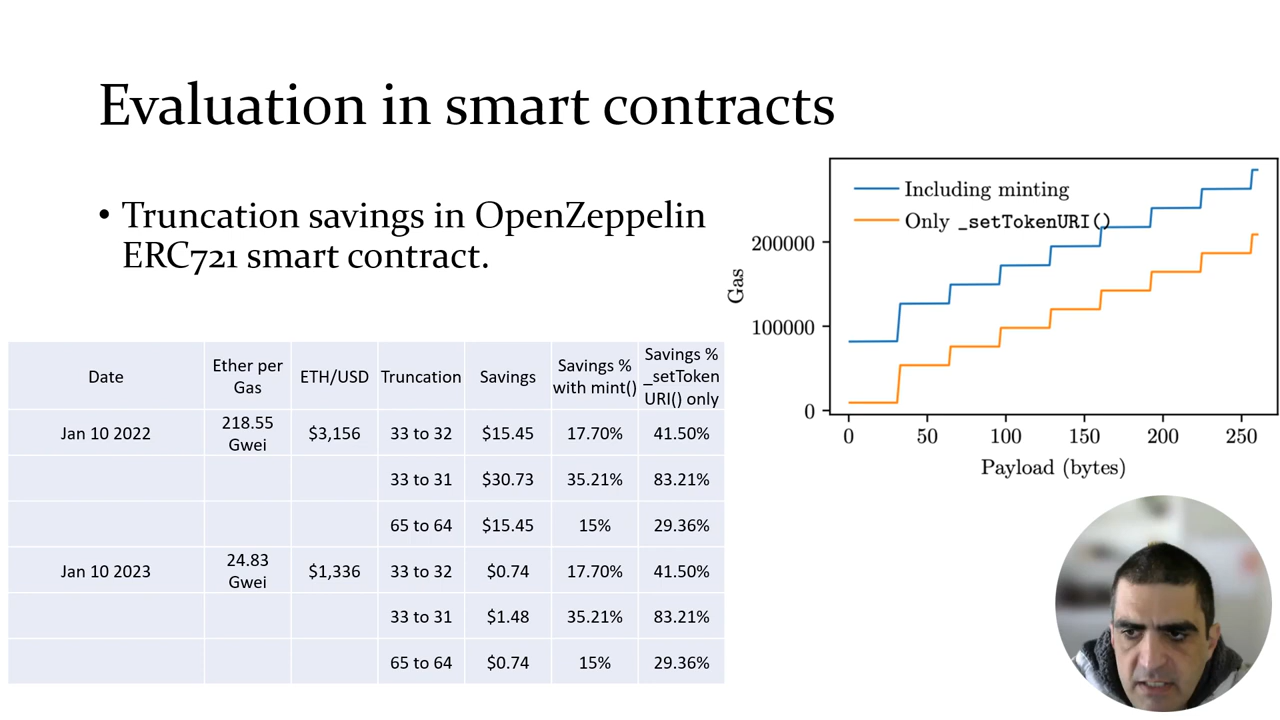 Evaluation in smart contracts
• Truncation savings in OpenZeppelin
ERC721 smart contract.
Including minting
Only _setTokenURI()
200000
100000
0
Gas
0 50 100 150 200 250
Payload (bytes)
Date
Ether per
Gas
ETH/USD
Truncation
Savings
Savings %
with mint()
Savings %
_setToken
URI() only
Jan 10 2022
218.55
Gwei
$3,156
33 to 32
$15.45
17.70%
41.50%
33 to 31
$30.73
35.21%
83.21%
65 to 64
$15.45
15%
29.36%
Jan 10 2023
24.83
Gwei
$1,336
33 to 32
$0.74
17.70%
41.50%
33 to 31
$1.48
35.21%
83.21%
65 to 64
$0.74
15%
29.36%